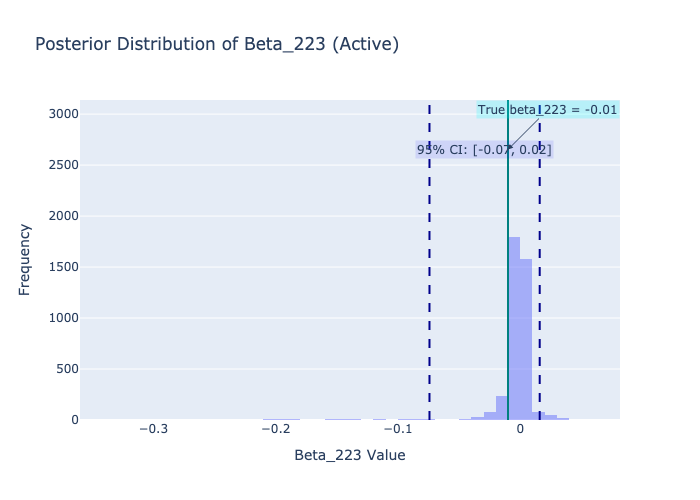 Posterior Distribution of Beta_223 (Active)
True beta_223 = -0.01
95% CI: [-0.07, 0.02]
3000
2500
2000
1500
1000
500
0
Frequency
−0.3
−0.2
−0.1
0
Beta_223 Value